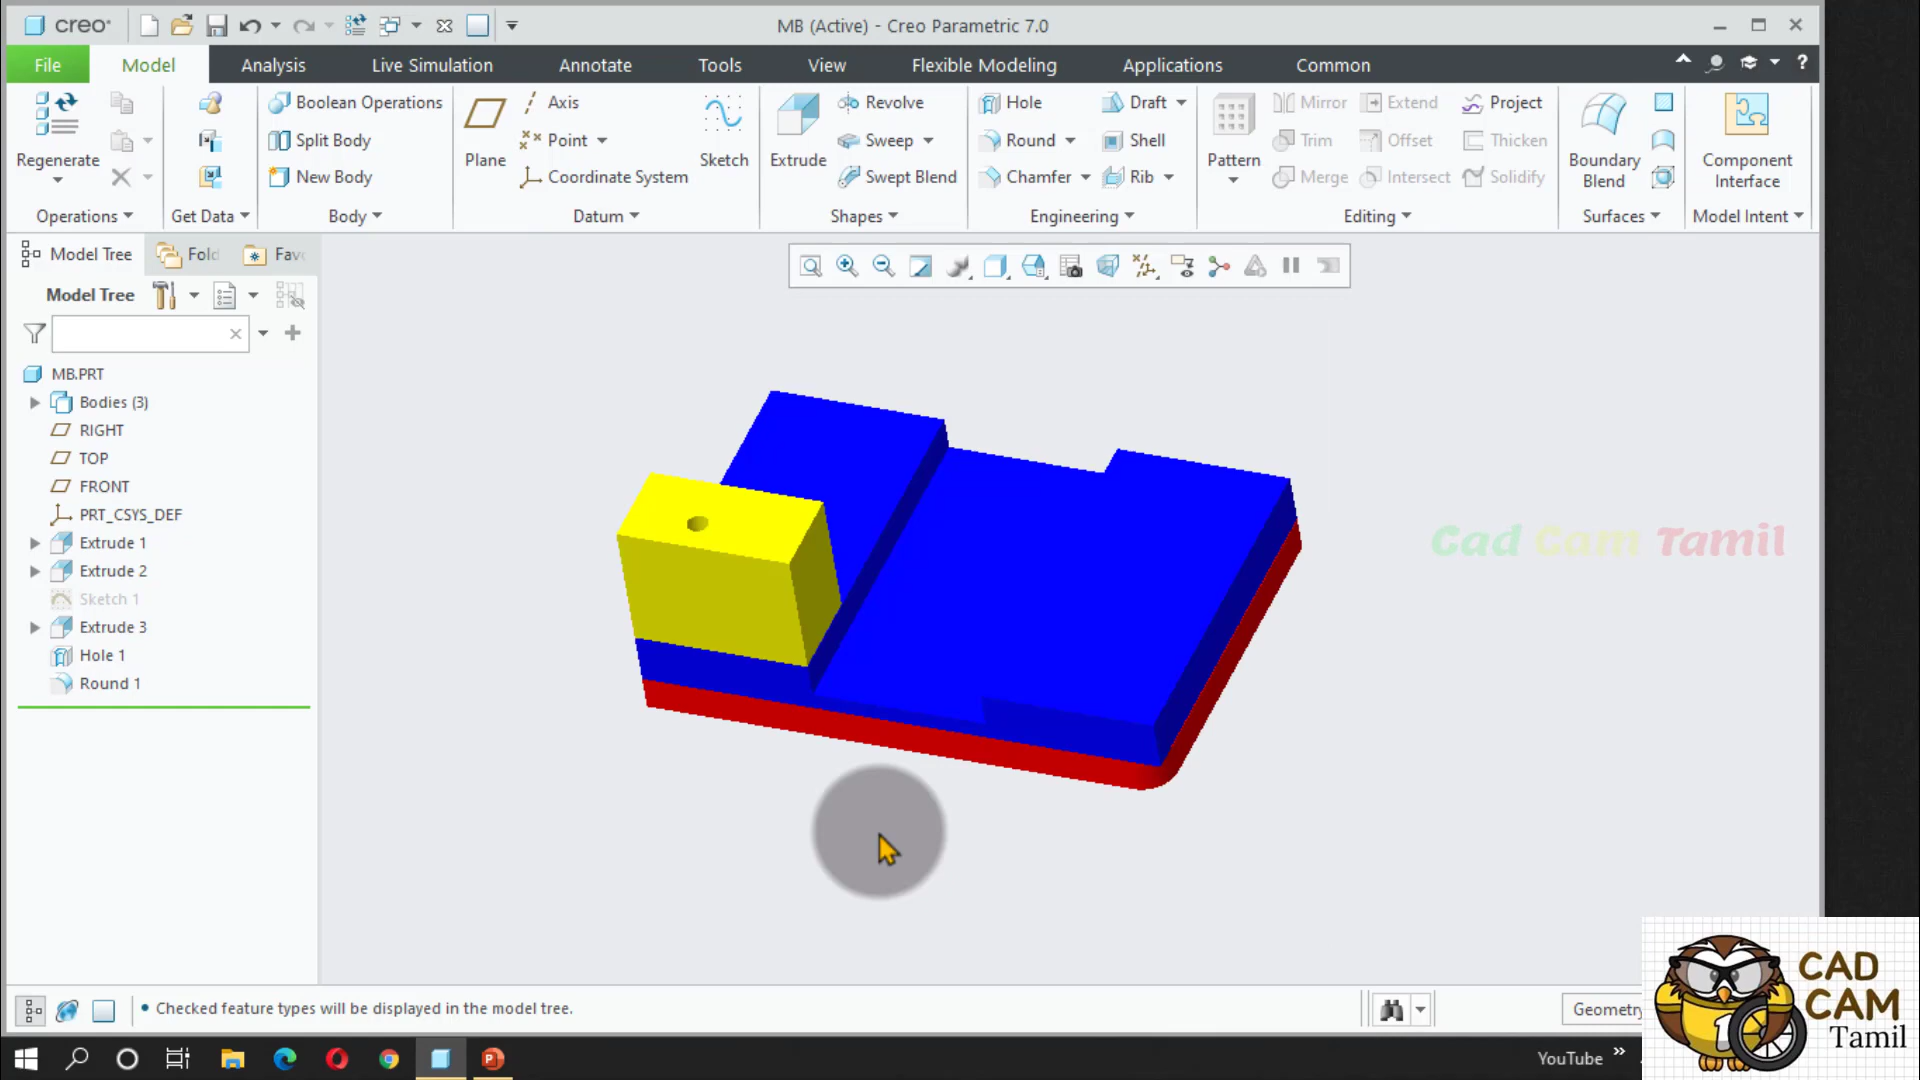 creo
MB (Active) - Creo Parametric 7.0
File
Model
Analysis
Live Simulation
Annotate
Tools
View
Flexible Modeling
Applications
Common
?
Regenerate
Operations
Get Data
Boolean Operations
Split Body
New Body
Body
Plane
Axis
Point
Coordinate System
Sketch
Datum
Extrude
Revolve
Sweep
Swept Blend
Shapes
Hole
Draft
Round
Shell
Chamfer
Rib
Engineering
Pattern
Mirror
Extend
Project
Trim
Offset
Thicken
Merge
Intersect
Solidify
Editing
Boundary
Blend
Surfaces
Component
Interface
Model Intent
Model Tree
Fold
Fav
Model Tree
MB.PRT
Bodies (3)
RIGHT
TOP
FRONT
PRT_CSYS_DEF
Extrude 1
Extrude 2
Sketch 1
Extrude 3
Hole 1
Round 1
Cad Cam Tamil
• Checked feature types will be displayed in the model tree.
Geometry
YouTube
CAD
CAM
Tamil